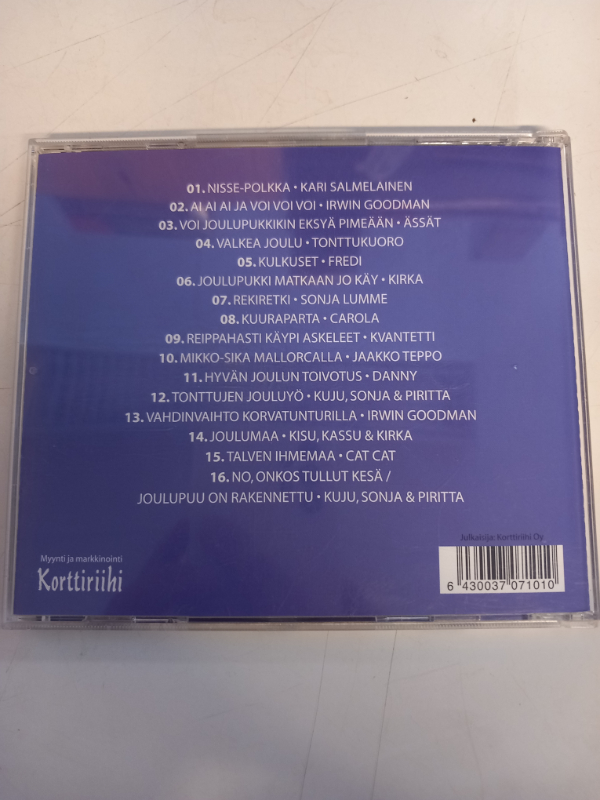 01. NISSE-POLKKA • KARI SALMELAINEN
02. AI AI AI JA VOI VOI VOI • IRWIN GOODMAN
03. VOI JOULUPUKKIKIN EKSYÄ PIMEÄÄN • ÄSSÄT
04. VALKEA JOULU • TONTTUKUORO
05. KULKUSET • FREDI
06. JOULUPUKKI MATKAAN JO KÄY • KIRKA
07. REKIRETKI • SONJA LUMME
08. KUURAPARTA • CAROLA
09. REIPPAHASTI KÄYPI ASKELEET • KVANTETTI
10. MIKKO-SIKA MALLORCALLA • JAAKKO TEPPO
11. HYVÄN JOULUN TOIVOTUS • DANNY
12. TONTTUJEN JOULUYÖ • KUJU, SONJA & PIRITTA
13. VAHDINVAIHTO KORVATUNTURILLA • IRWIN GOODMAN
14. JOULUMAA • KISU, KASSU & KIRKA
15. TALVEN IHMEMAA • CAT CAT
16. NO, ONKOS TULLUT KESÄ /
JOULUPUU ON RAKENNETTU • KUJU, SONJA & PIRITTA
Julkaisija: Korttiriihi Oy
Myynti ja markkinointi
Korttiriihi
6 430037 071010